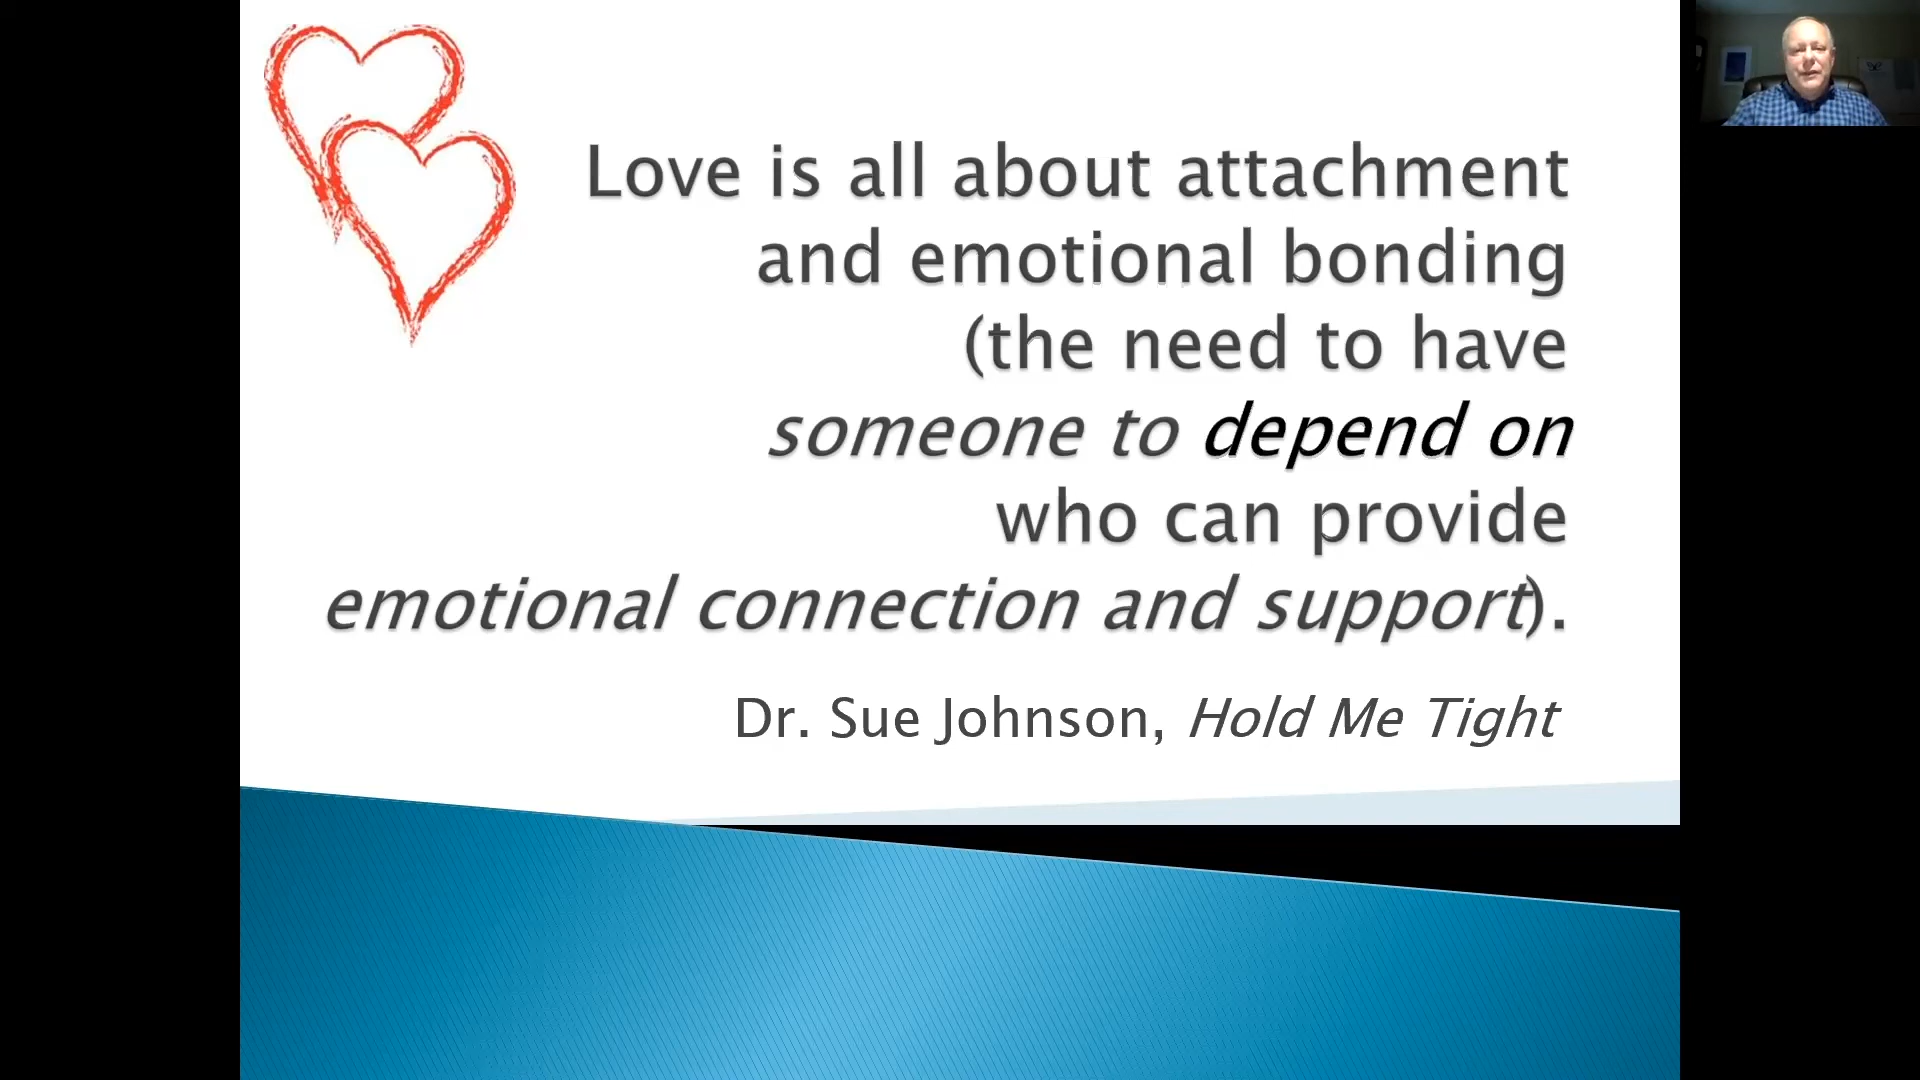 Love is all about attachment
and emotional bonding
(the need to have
someone to depend on
who can provide
emotional connection and support).
Dr. Sue Johnson, Hold Me Tight